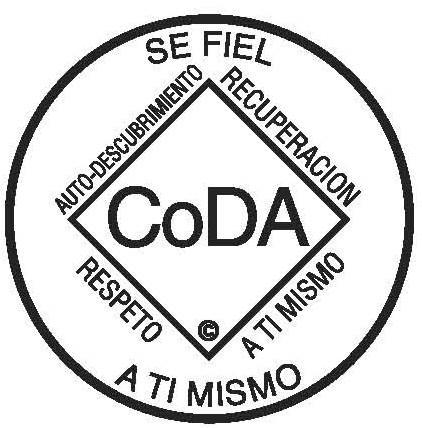 SE FIEL
AUTO-DESCUBRIMIENTO
RECUPERACION
CoDA
RESPETO
A TI MISMO
©
A TI MISMO